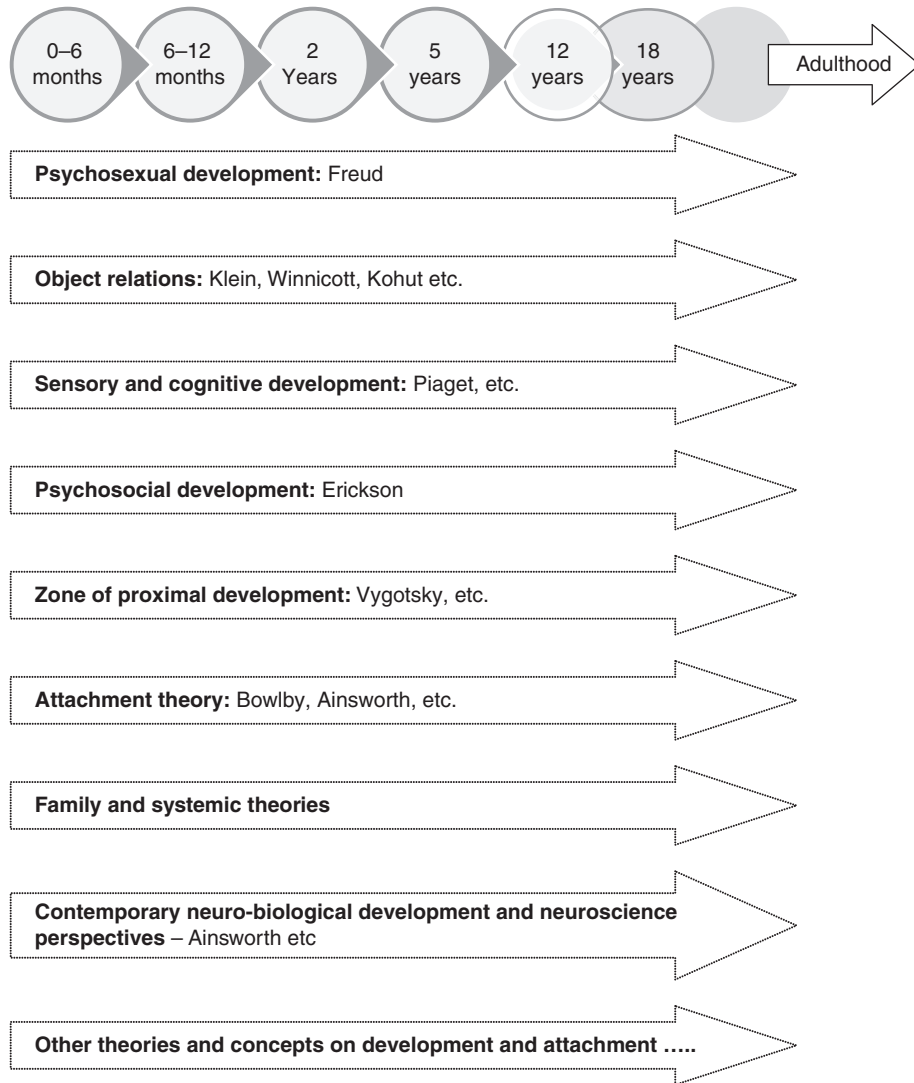 0–6
months
6–12
months
2
Years
5
years
12
years
18
years
Adulthood
Psychosexual development: Freud
Object relations: Klein, Winnicott, Kohut etc.
Sensory and cognitive development: Piaget, etc.
Psychosocial development: Erickson
Zone of proximal development: Vygotsky, etc.
Attachment theory: Bowlby, Ainsworth, etc.
Family and systemic theories
Contemporary neuro-biological development and neuroscience
perspectives – Ainsworth etc
Other theories and concepts on development and attachment …..